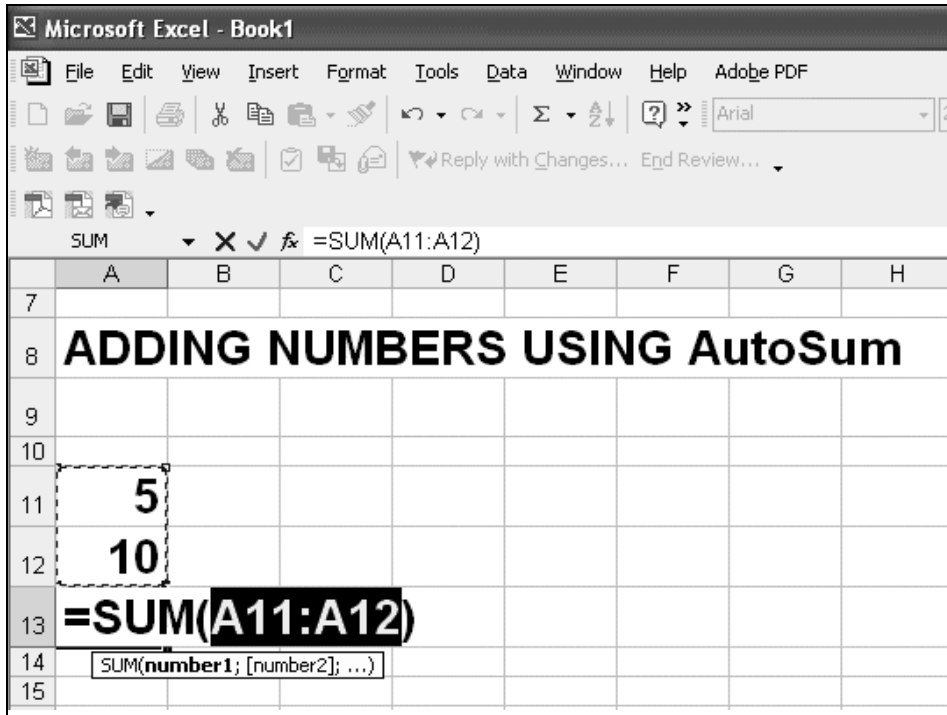 Microsoft Excel - Book1
File Edit View Insert Format Tools Data Window Help Adobe PDF
Σ Arial
Reply with Changes... End Review...
SUM fx =SUM(A11:A12)
A B C D E F G H
7
8 ADDING NUMBERS USING AutoSum
9
10
11 5
12 10
13 =SUM(A11:A12)
14 SUM(number1; [number2]; ...)
15